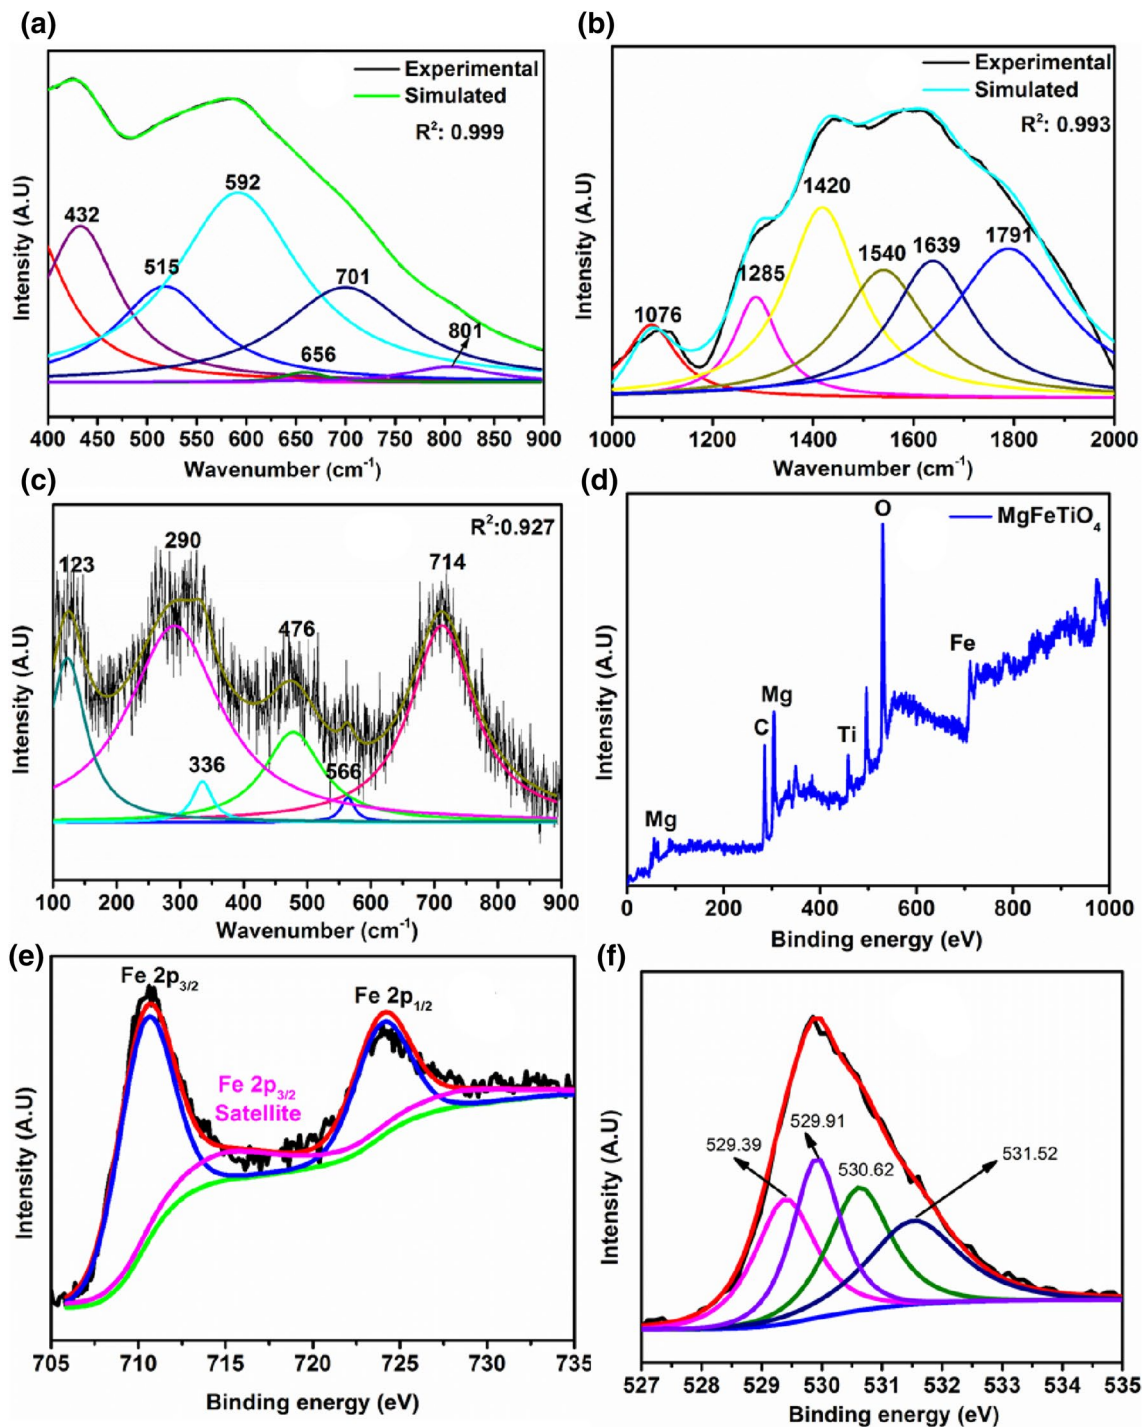 (a)
Experimental
Simulated
R²: 0.999
592
432
515
701
801
656
Intensity (A.U)
400 450 500 550 600 650 700 750 800 850 900
Wavenumber (cm⁻¹)
(b)
Experimental
Simulated
R²: 0.993
1420
1285
1540
1639
1791
1076
Intensity (A.U)
1000 1200 1400 1600 1800 2000
Wavenumber (cm⁻¹)
(c)
R²:0.927
123
290
714
476
336
566
Intensity (A.U)
100 200 300 400 500 600 700 800 900
Wavenumber (cm⁻¹)
(d)
MgFeTiO₄
O
Fe
Mg
C
Ti
Mg
Intensity (A.U)
0 200 400 600 800 1000
Binding energy (eV)
(e)
Fe 2p₃/₂
Fe 2p₁/₂
Fe 2p₃/₂
Satellite
Intensity (A.U)
705 710 715 720 725 730 735
Binding energy (eV)
(f)
529.91
529.39
530.62
531.52
Intensity (A.U)
527 528 529 530 531 532 533 534 535
Binding energy (eV)